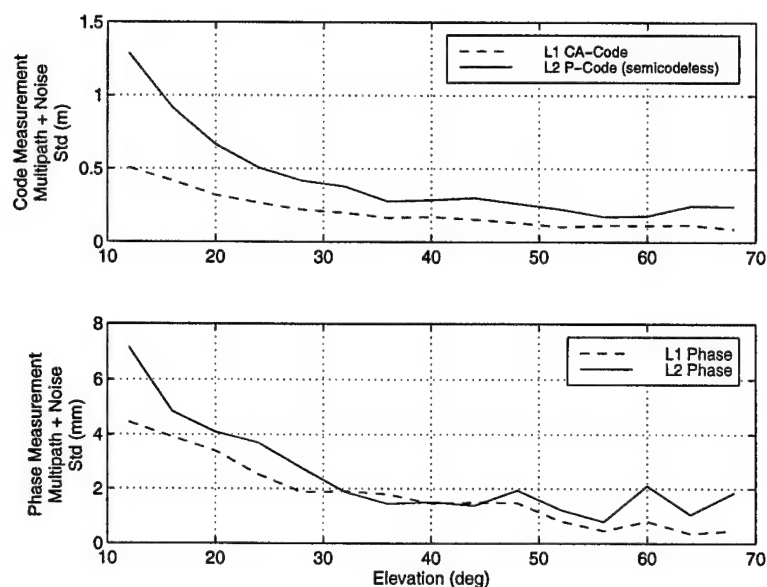 Code Measurement
Multipath + Noise
Std (m)
1.5
1
0.5
0
L1 CA-Code
L2 P-Code (semicodeless)
10 20 30 40 50 60 70
Phase Measurement
Multipath + Noise
Std (mm)
8
6
4
2
0
L1 Phase
L2 Phase
10 20 30 40 50 60 70
Elevation (deg)